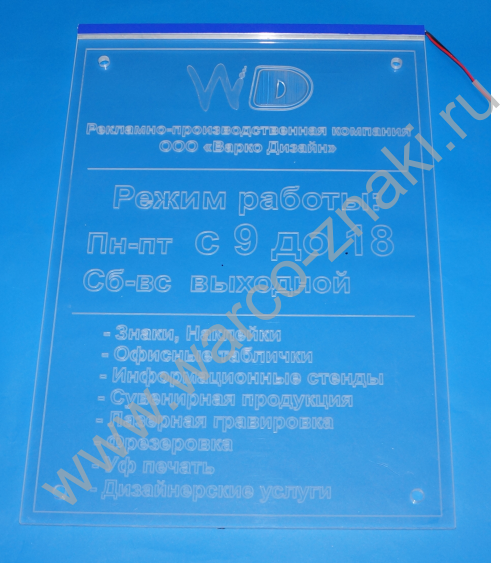 WD
Рекламно-производственная компания
ООО «Варко Дизайн»
Режим работы:
Пн-пт с 9 до 18
Сб-вс выходной
- Знаки, Наклейки
- Офисные таблички
- Информационные стенды
- Сувенирная продукция
- Лазерная гравировка
- Фрезеровка
- Уф печать
- Дизайнерские услуги
www.warco-znaki.ru